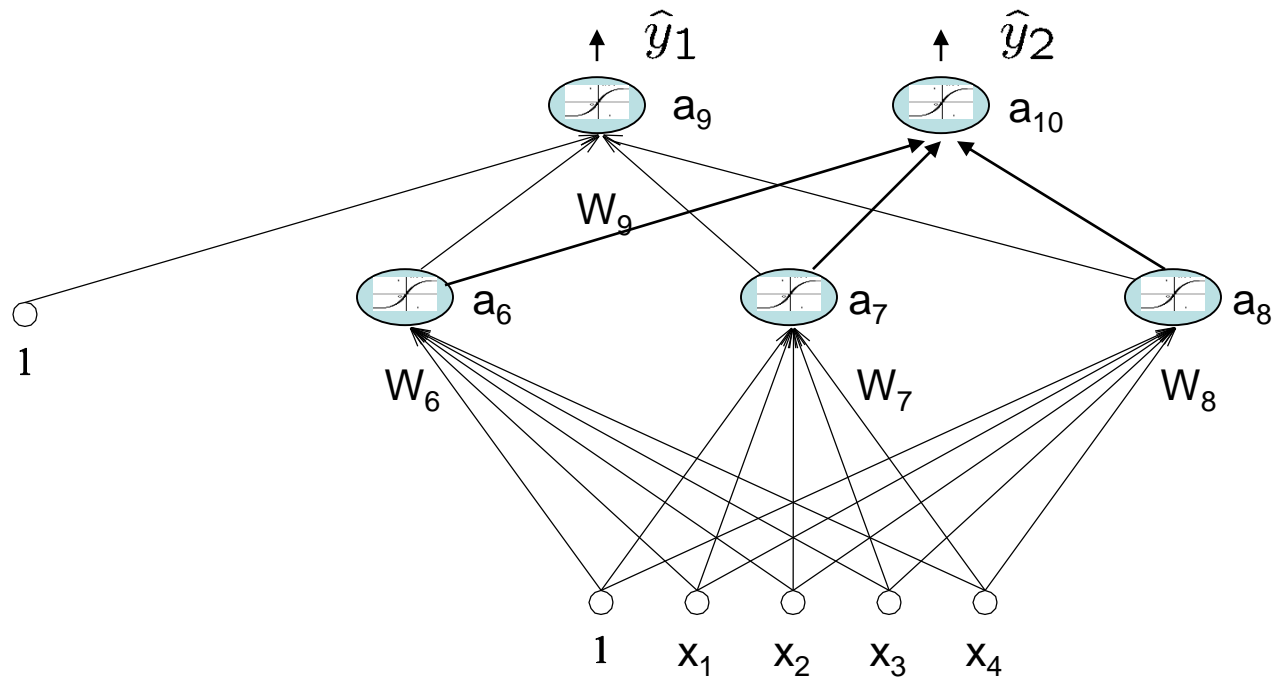 ŷ1 ŷ2
a₉ a₁₀
W₉
a₆ a₇ a₈
1
W₆ W₇ W₈
1 x₁ x₂ x₃ x₄